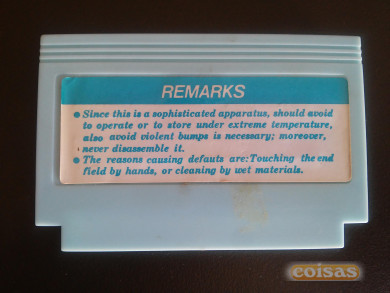 REMARKS
● Since this is a sophisticated apparatus, should avoid
to operate or to store under extreme temperature,
also avoid violent bumps is necessary; moreover,
never disassemble it.
● The reasons causing defauts are:Touching the end
field by hands, or cleaning by wet materials.
coisas